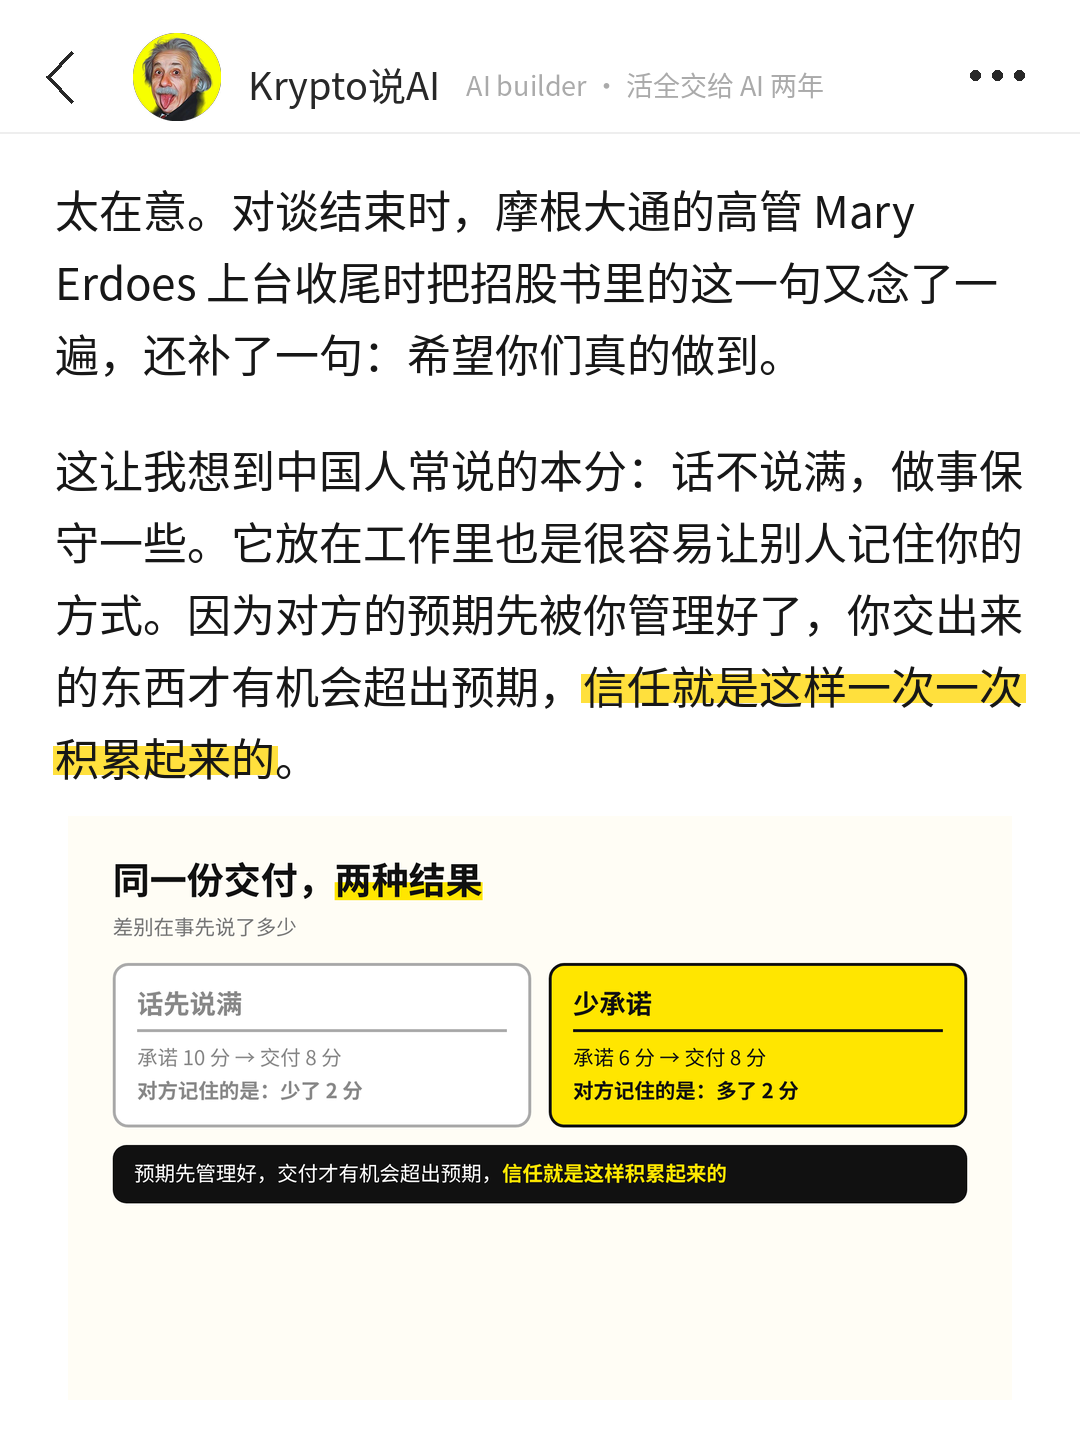 Krypto说AI AI builder · 活全交给 AI 两年
太在意。对谈结束时，摩根大通的高管 Mary
Erdoes 上台收尾时把招股书里的这一句又念了一
遍，还补了一句：希望你们真的做到。
这让我想到中国人常说的本分：话不说满，做事保
守一些。它放在工作里也是很容易让别人记住你的
方式。因为对方的预期先被你管理好了，你交出来
的东西才有机会超出预期，信任就是这样一次一次
积累起来的。
同一份交付，两种结果
差别在事先说了多少
话先说满
承诺 10 分 → 交付 8 分
对方记住的是：少了 2 分
少承诺
承诺 6 分 → 交付 8 分
对方记住的是：多了 2 分
预期先管理好，交付才有机会超出预期，信任就是这样积累起来的